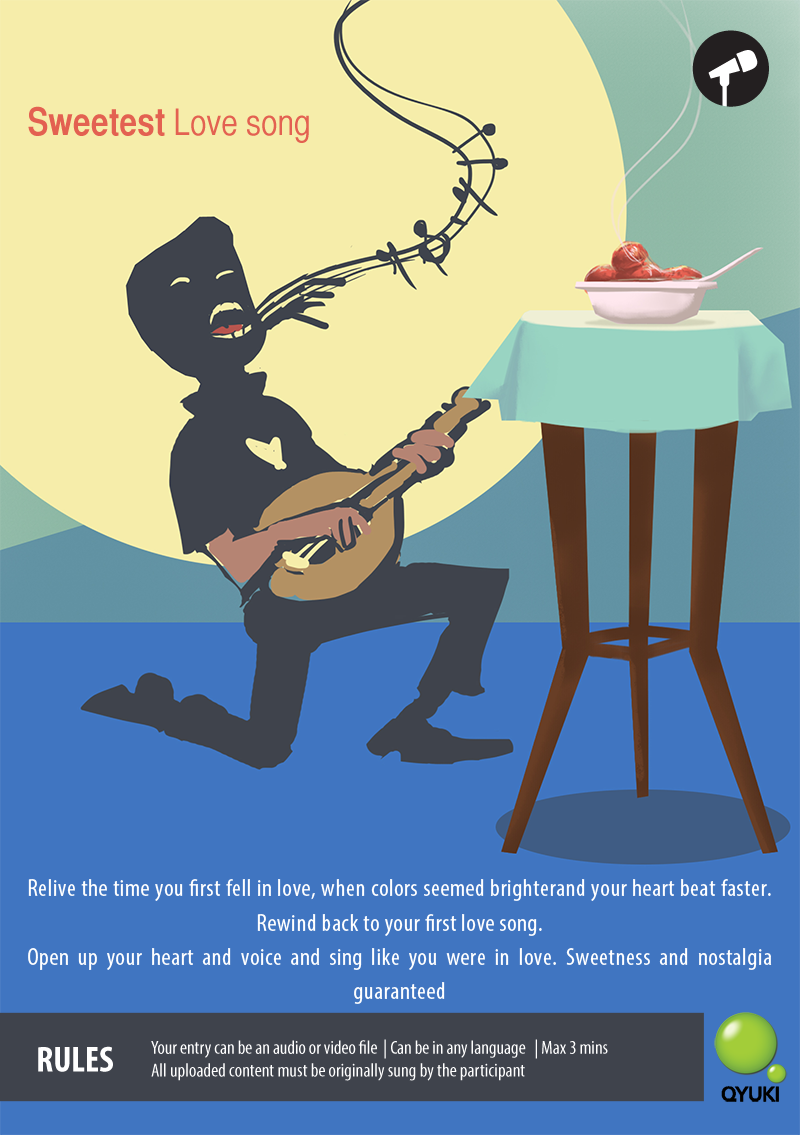 Sweetest Love song
Relive the time you first fell in love, when colors seemed brighterand your heart beat faster.
Rewind back to your first love song.
Open up your heart and voice and sing like you were in love. Sweetness and nostalgia
guaranteed
RULES
Your entry can be an audio or video file | Can be in any language | Max 3 mins
All uploaded content must be originally sung by the participant
QYUKI